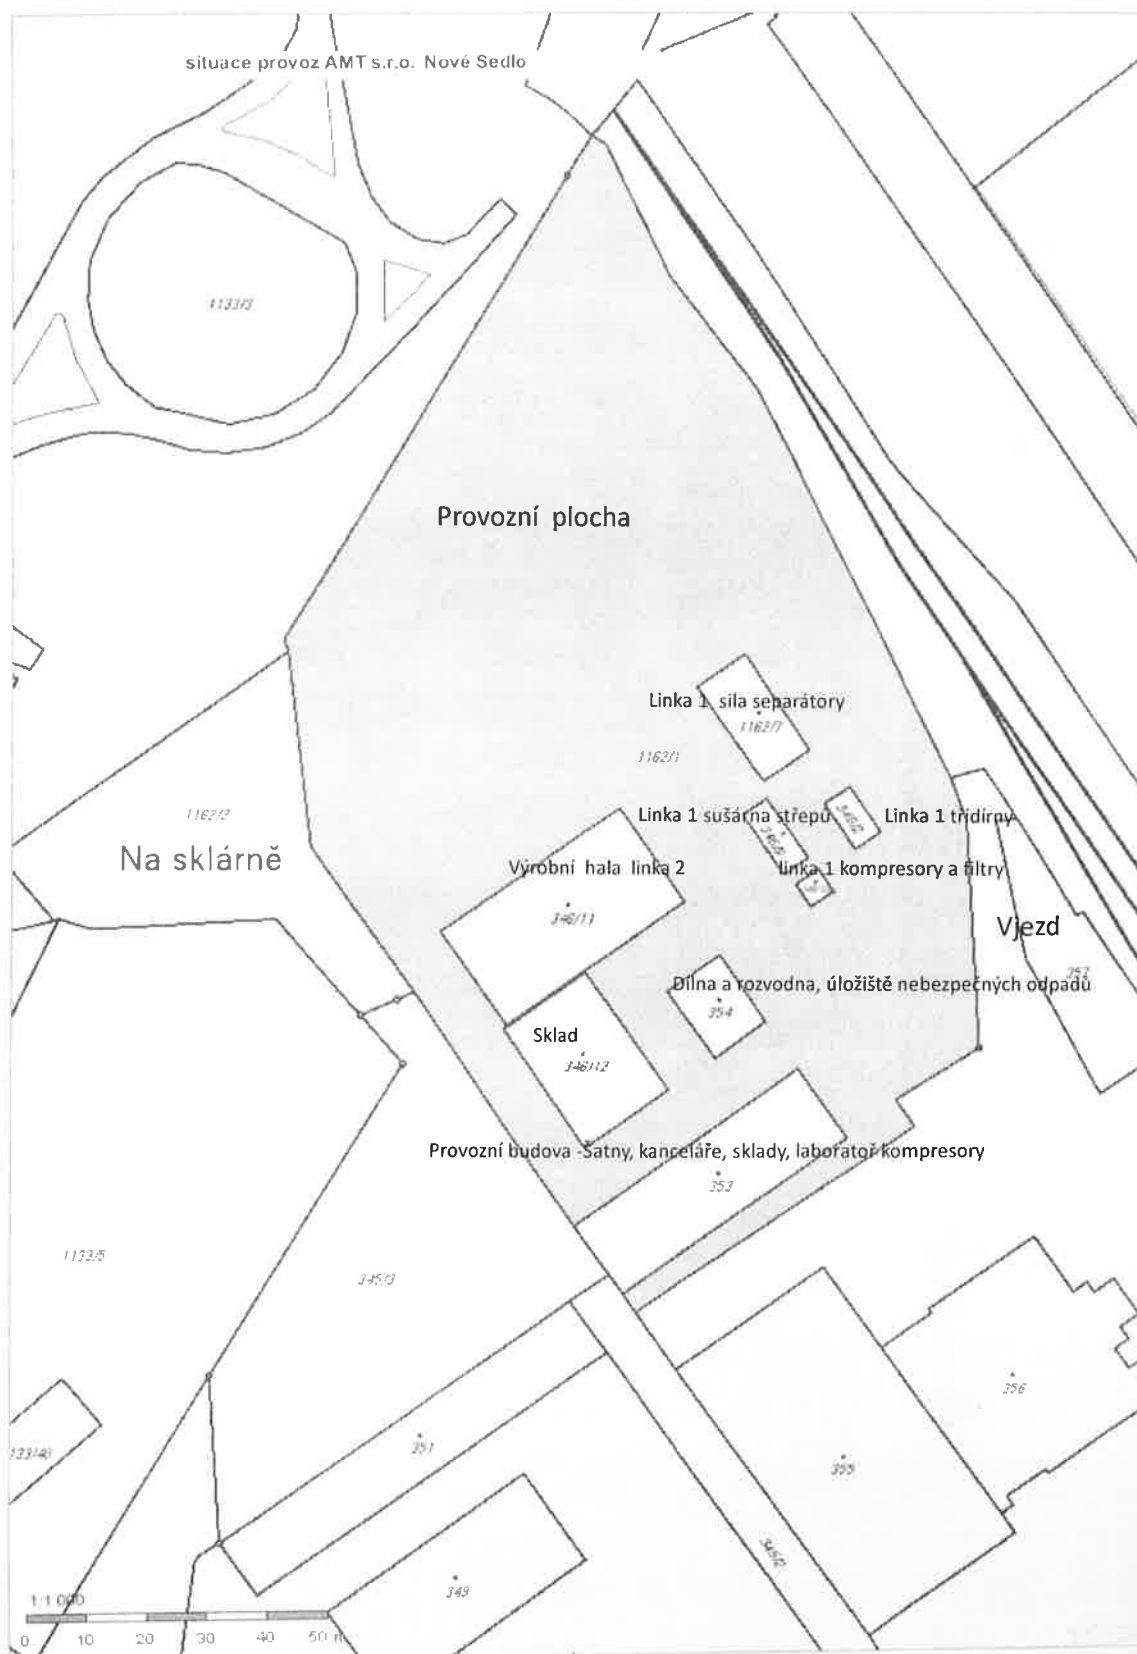 situace provoz AMT s.r.o. Nové Sedlo
1133/3
Provozní plocha
Linka 1 sila separátory
1162/7
1162/1
1162/2
Linka 1 sušárna střepů
Linka 1 třídírny
Na sklárně
Výrobní hala linka 2
linka 1 kompresory a filtry
346/11
Vjezd
357
Dílna a rozvodna, úložiště nebezpečných odpadů
354
Sklad
346/12
Provozní budova -Šatny, kanceláře, sklady, laboratoř kompresory
353
1133/5
345/3
356
351
133/40
355
349
1:1 000
0 10 20 30 40 50 m